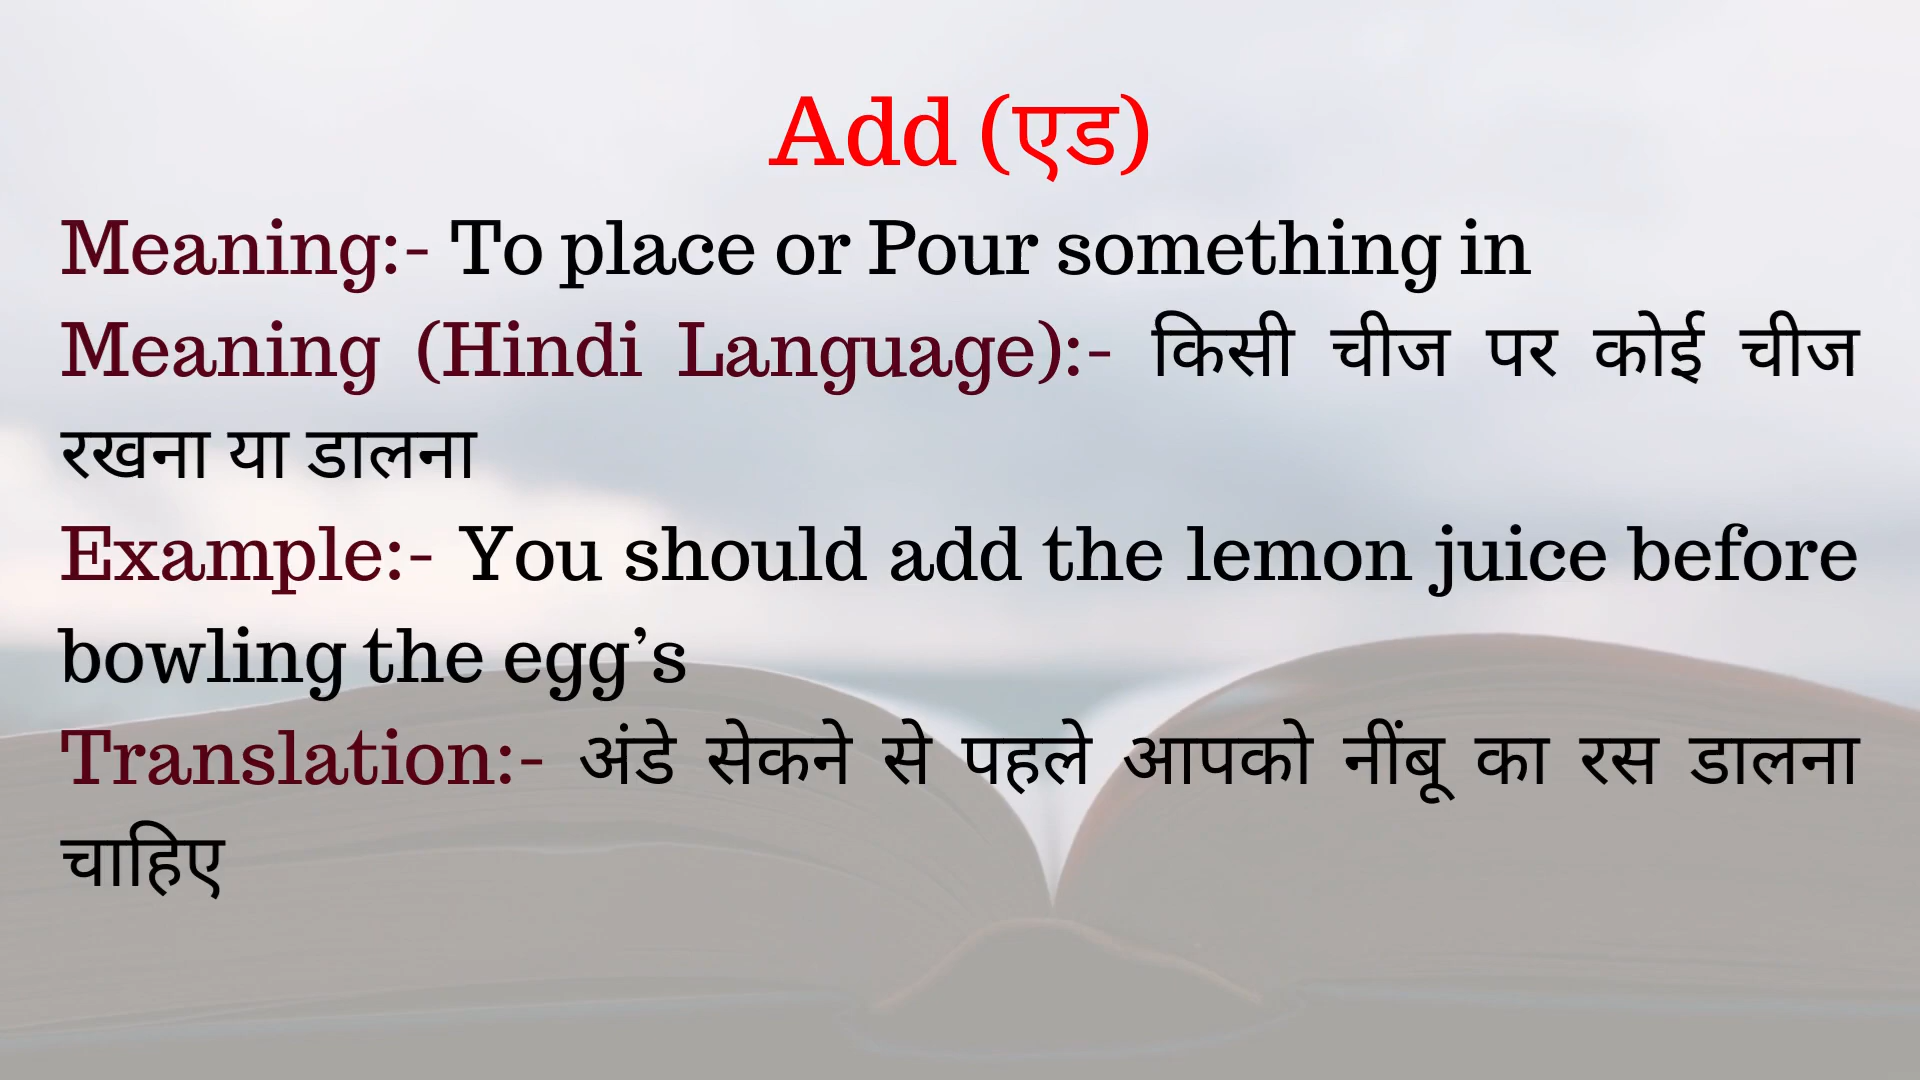 Add (एड)
Meaning:- To place or Pour something in
Meaning (Hindi Language):- किसी चीज पर कोई चीज
रखना या डालना
Example:- You should add the lemon juice before
bowling the egg’s
Translation:- अंडे सेकने से पहले आपको नींबू का रस डालना
चाहिए